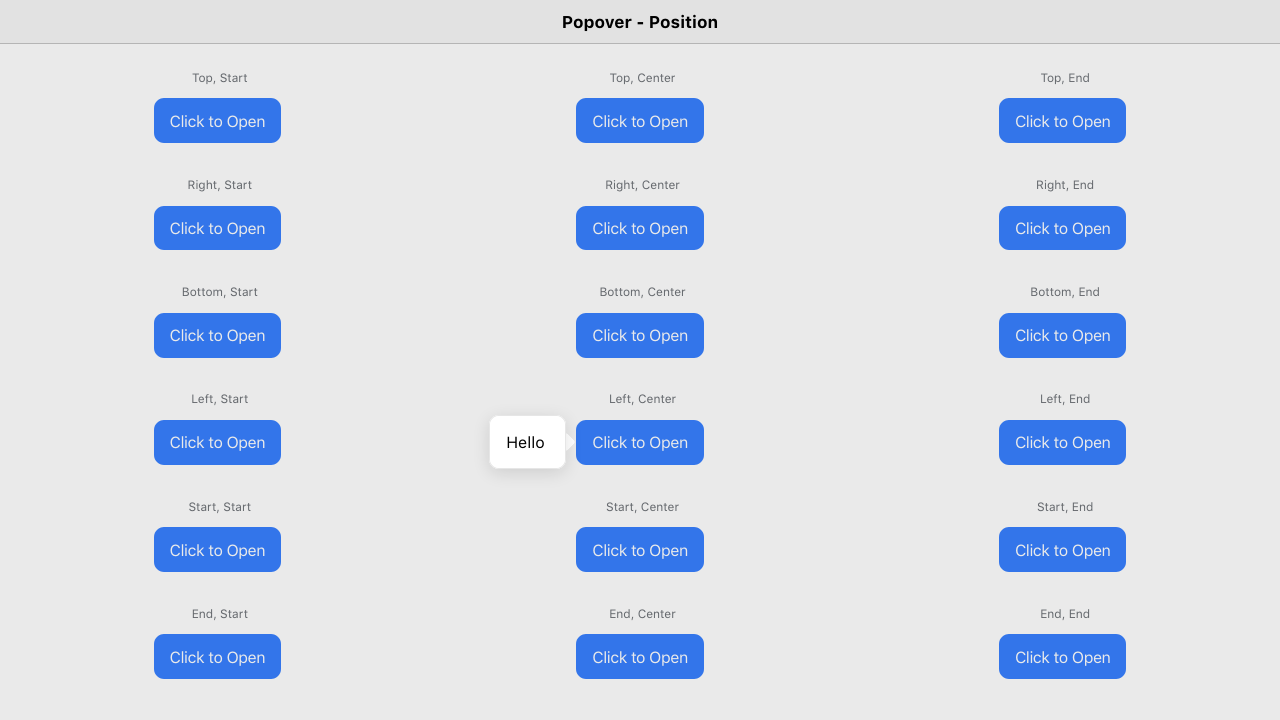 Popover - Position
Top, Start
Top, Center
Top, End
Click to Open
Click to Open
Click to Open
Right, Start
Right, Center
Right, End
Click to Open
Click to Open
Click to Open
Bottom, Start
Bottom, Center
Bottom, End
Click to Open
Click to Open
Click to Open
Left, Start
Left, Center
Left, End
Click to Open
Hello
Click to Open
Click to Open
Start, Start
Start, Center
Start, End
Click to Open
Click to Open
Click to Open
End, Start
End, Center
End, End
Click to Open
Click to Open
Click to Open